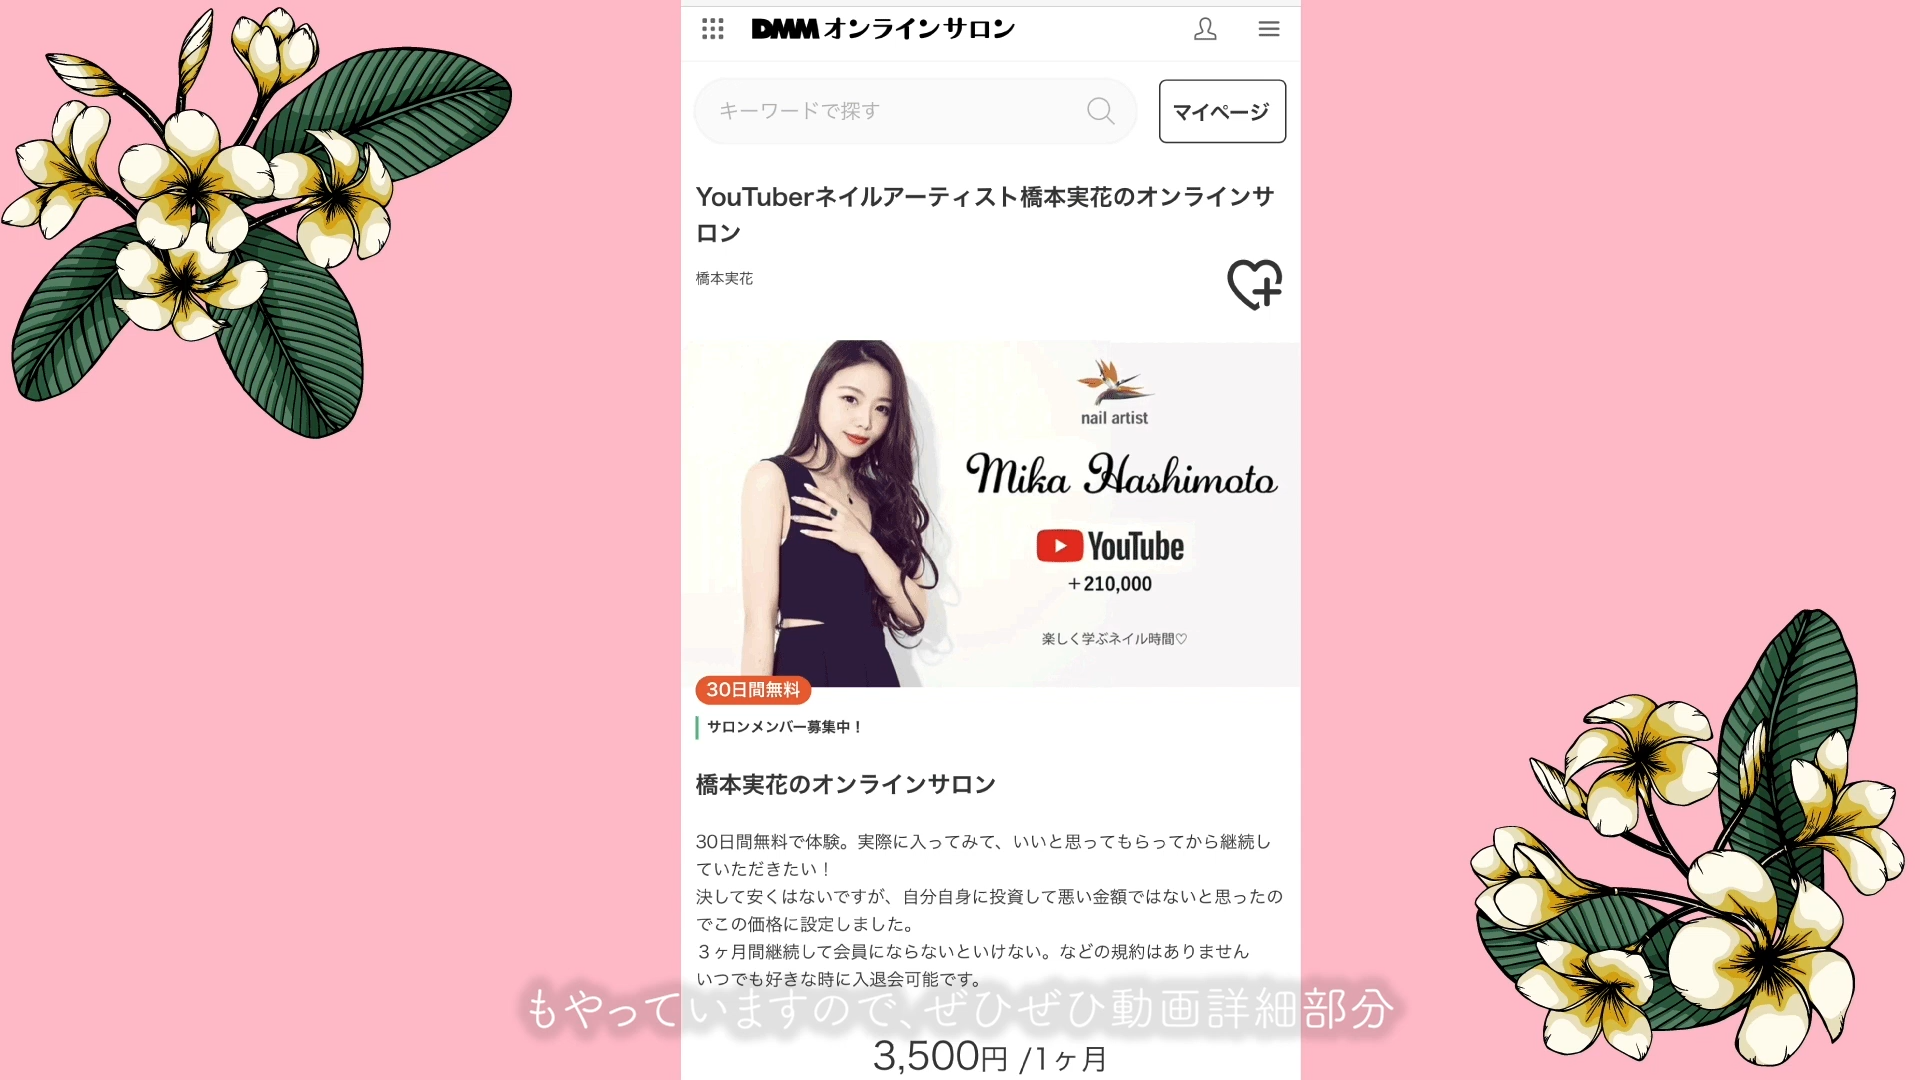 DMM オンラインサロン
キーワードで探す
マイページ
YouTuberネイルアーティスト橋本実花のオンラインサ
ロン
橋本実花
nail artist
Mika Hashimoto
YouTube
+210,000
楽しく学ぶネイル時間♡
30日間無料
サロンメンバー募集中！
橋本実花のオンラインサロン
30日間無料で体験。実際に入ってみて、いいと思ってもらってから継続し
ていただきたい！
決して安くはないですが、自分自身に投資して悪い金額ではないと思ったの
でこの価格に設定しました。
３ヶ月間継続して会員にならないといけない。などの規約はありません
いつでも好きな時に入退会可能です。
もやっていますので、ぜひぜひ動画詳細部分
3,500円 /1ヶ月